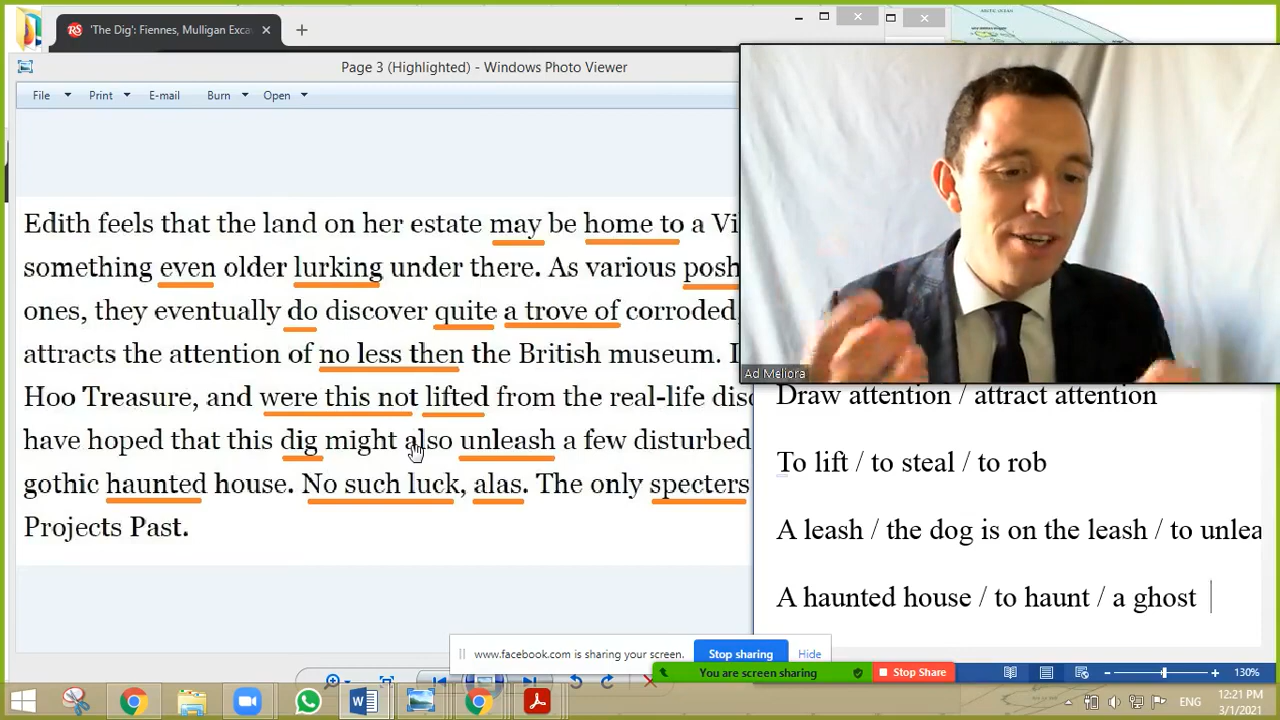 'The Dig': Fiennes, Mulligan Exca
Page 3 (Highlighted) - Windows Photo Viewer
File Print E-mail Burn Open
Edith feels that the land on her estate may be home to a Vi
something even older lurking under there. As various posh
ones, they eventually do discover quite a trove of corroded,
attracts the attention of no less then the British museum. I
Hoo Treasure, and were this not lifted from the real-life disc
have hoped that this dig might also unleash a few disturbed
gothic haunted house. No such luck, alas. The only specters
Projects Past.
Ad Meliora
Draw attention / attract attention
To lift / to steal / to rob
A leash / the dog is on the leash / to unlea
A haunted house / to haunt / a ghost
www.facebook.com is sharing your screen. Stop sharing Hide
You are screen sharing Stop Share
130%
ENG
12:21 PM
3/1/2021